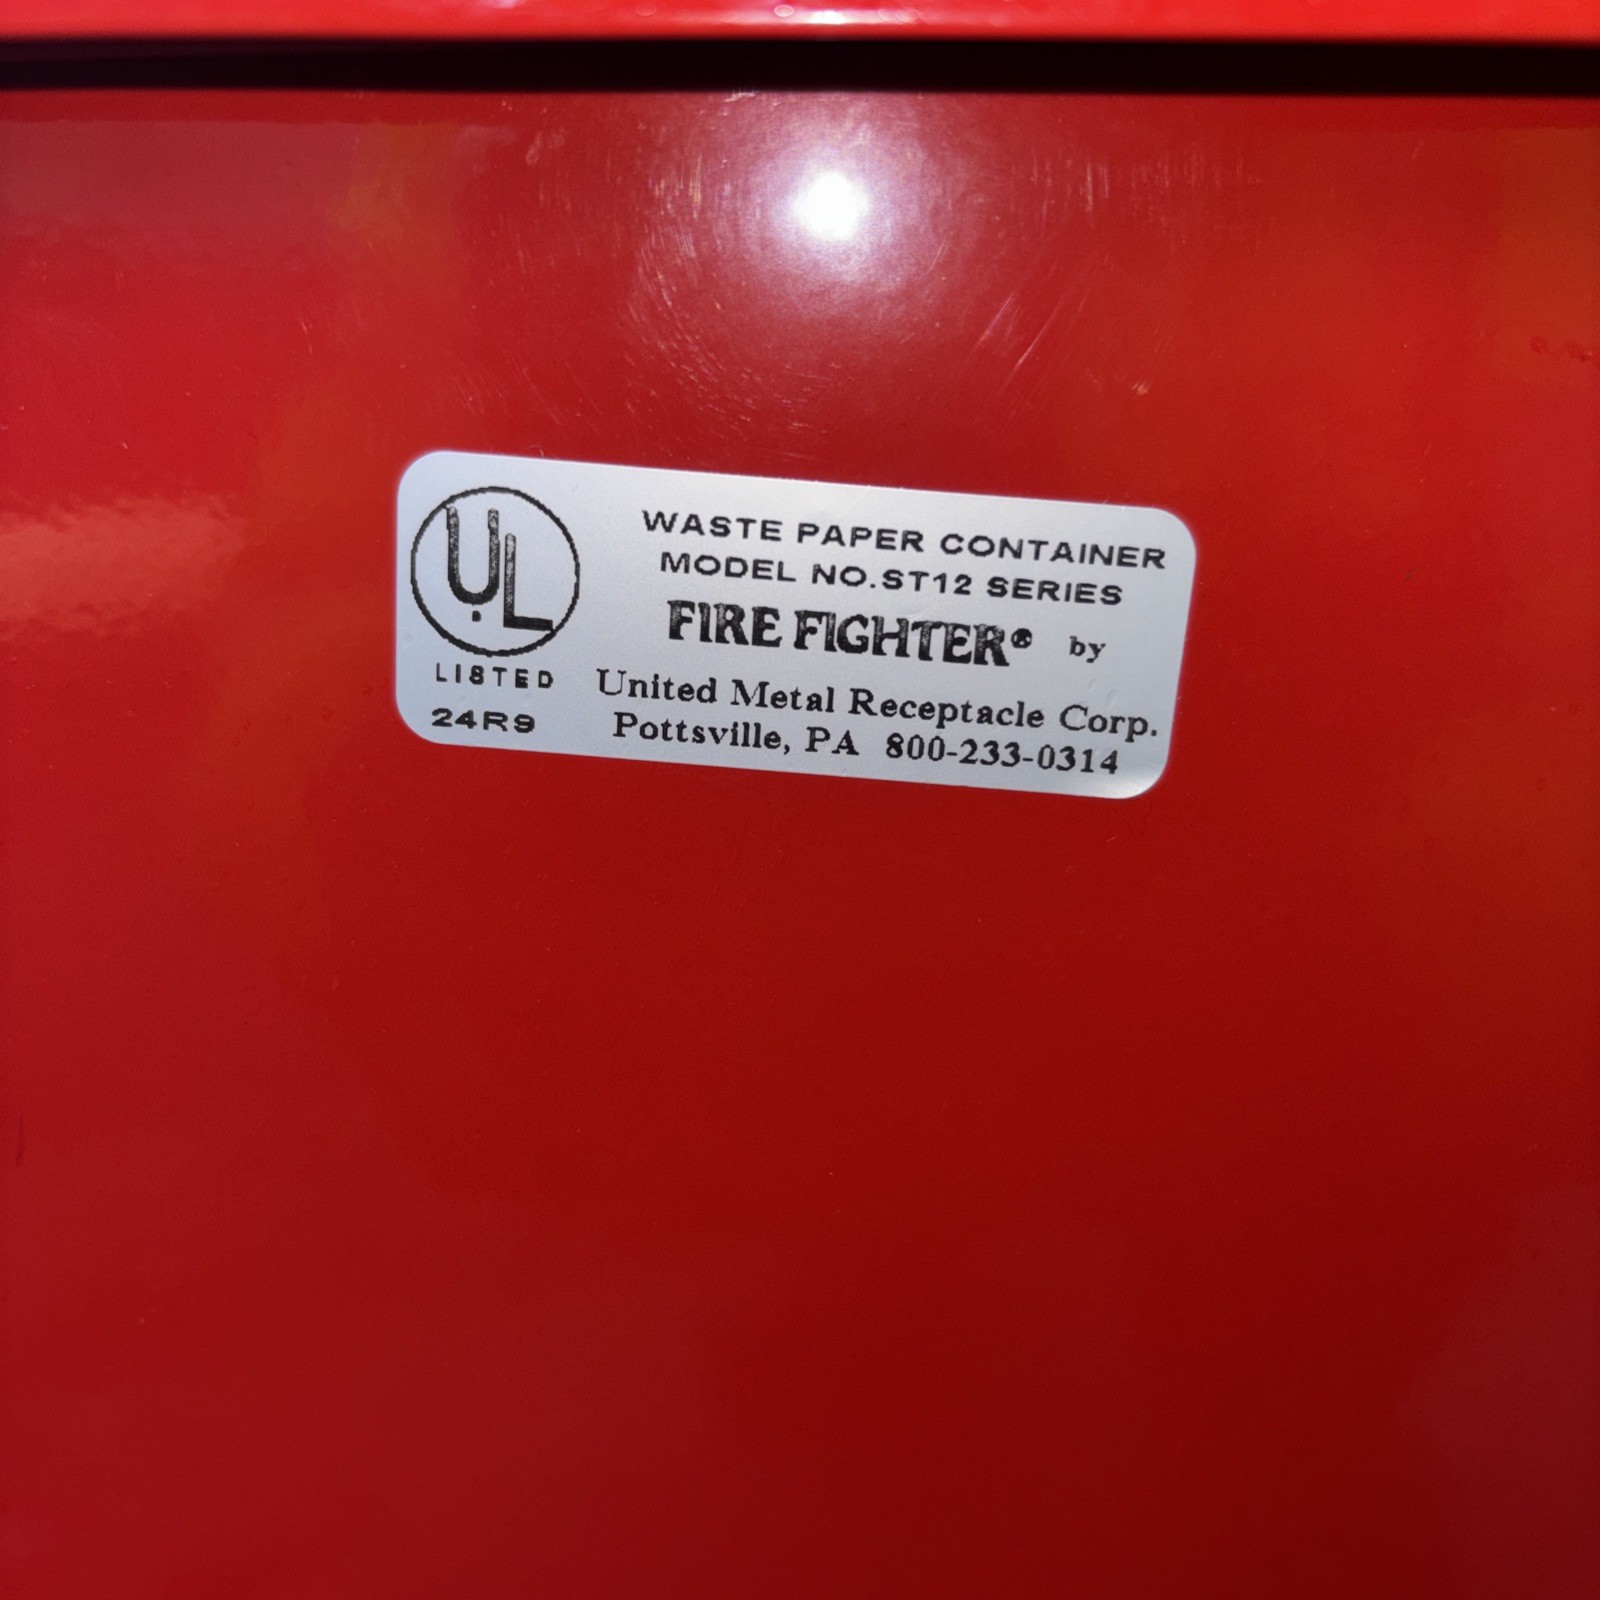 UL
LISTED
24R9
WASTE PAPER CONTAINER
MODEL NO.ST12 SERIES
FIRE FIGHTER® by
United Metal Receptacle Corp.
Pottsville, PA 800-233-0314